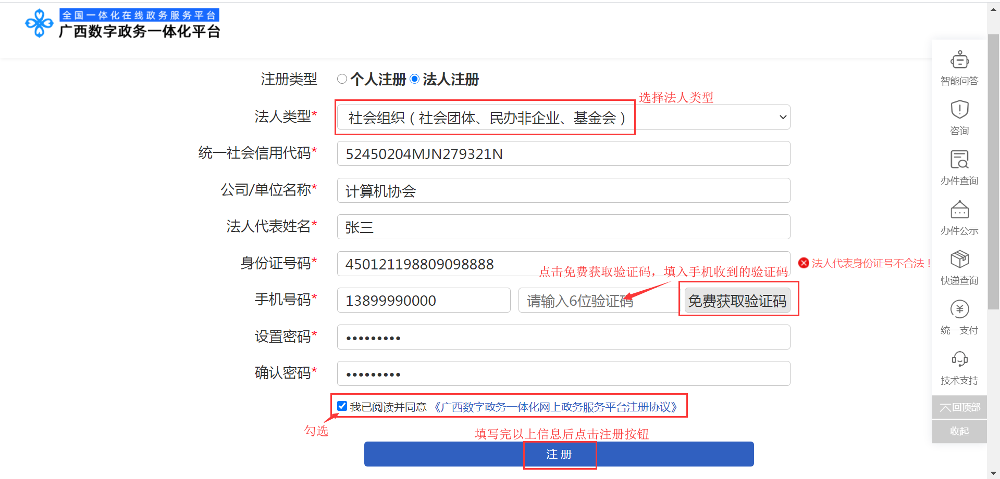 全国一体化在线政务服务平台
广西数字政务一体化平台
注册类型 个人注册 法人注册
选择法人类型
法人类型* 社会组织（社会团体、民办非企业、基金会）
统一社会信用代码* 52450204MJN279321N
公司/单位名称* 计算机协会
法人代表姓名* 张三
身份证号码* 450121198809098888 法人代表身份证号不合法！
点击免费获取验证码，填入手机收到的验证码
手机号码* 13899990000 请输入6位验证码 免费获取验证码
设置密码* •••••••••
确认密码* •••••••••
我已阅读并同意《广西数字政务一体化网上政务服务平台注册协议》
勾选
填写完以上信息后点击注册按钮
注 册
智能问答
咨询
办件查询
办件公示
快递查询
统一支付
技术支持
回顶部
收起